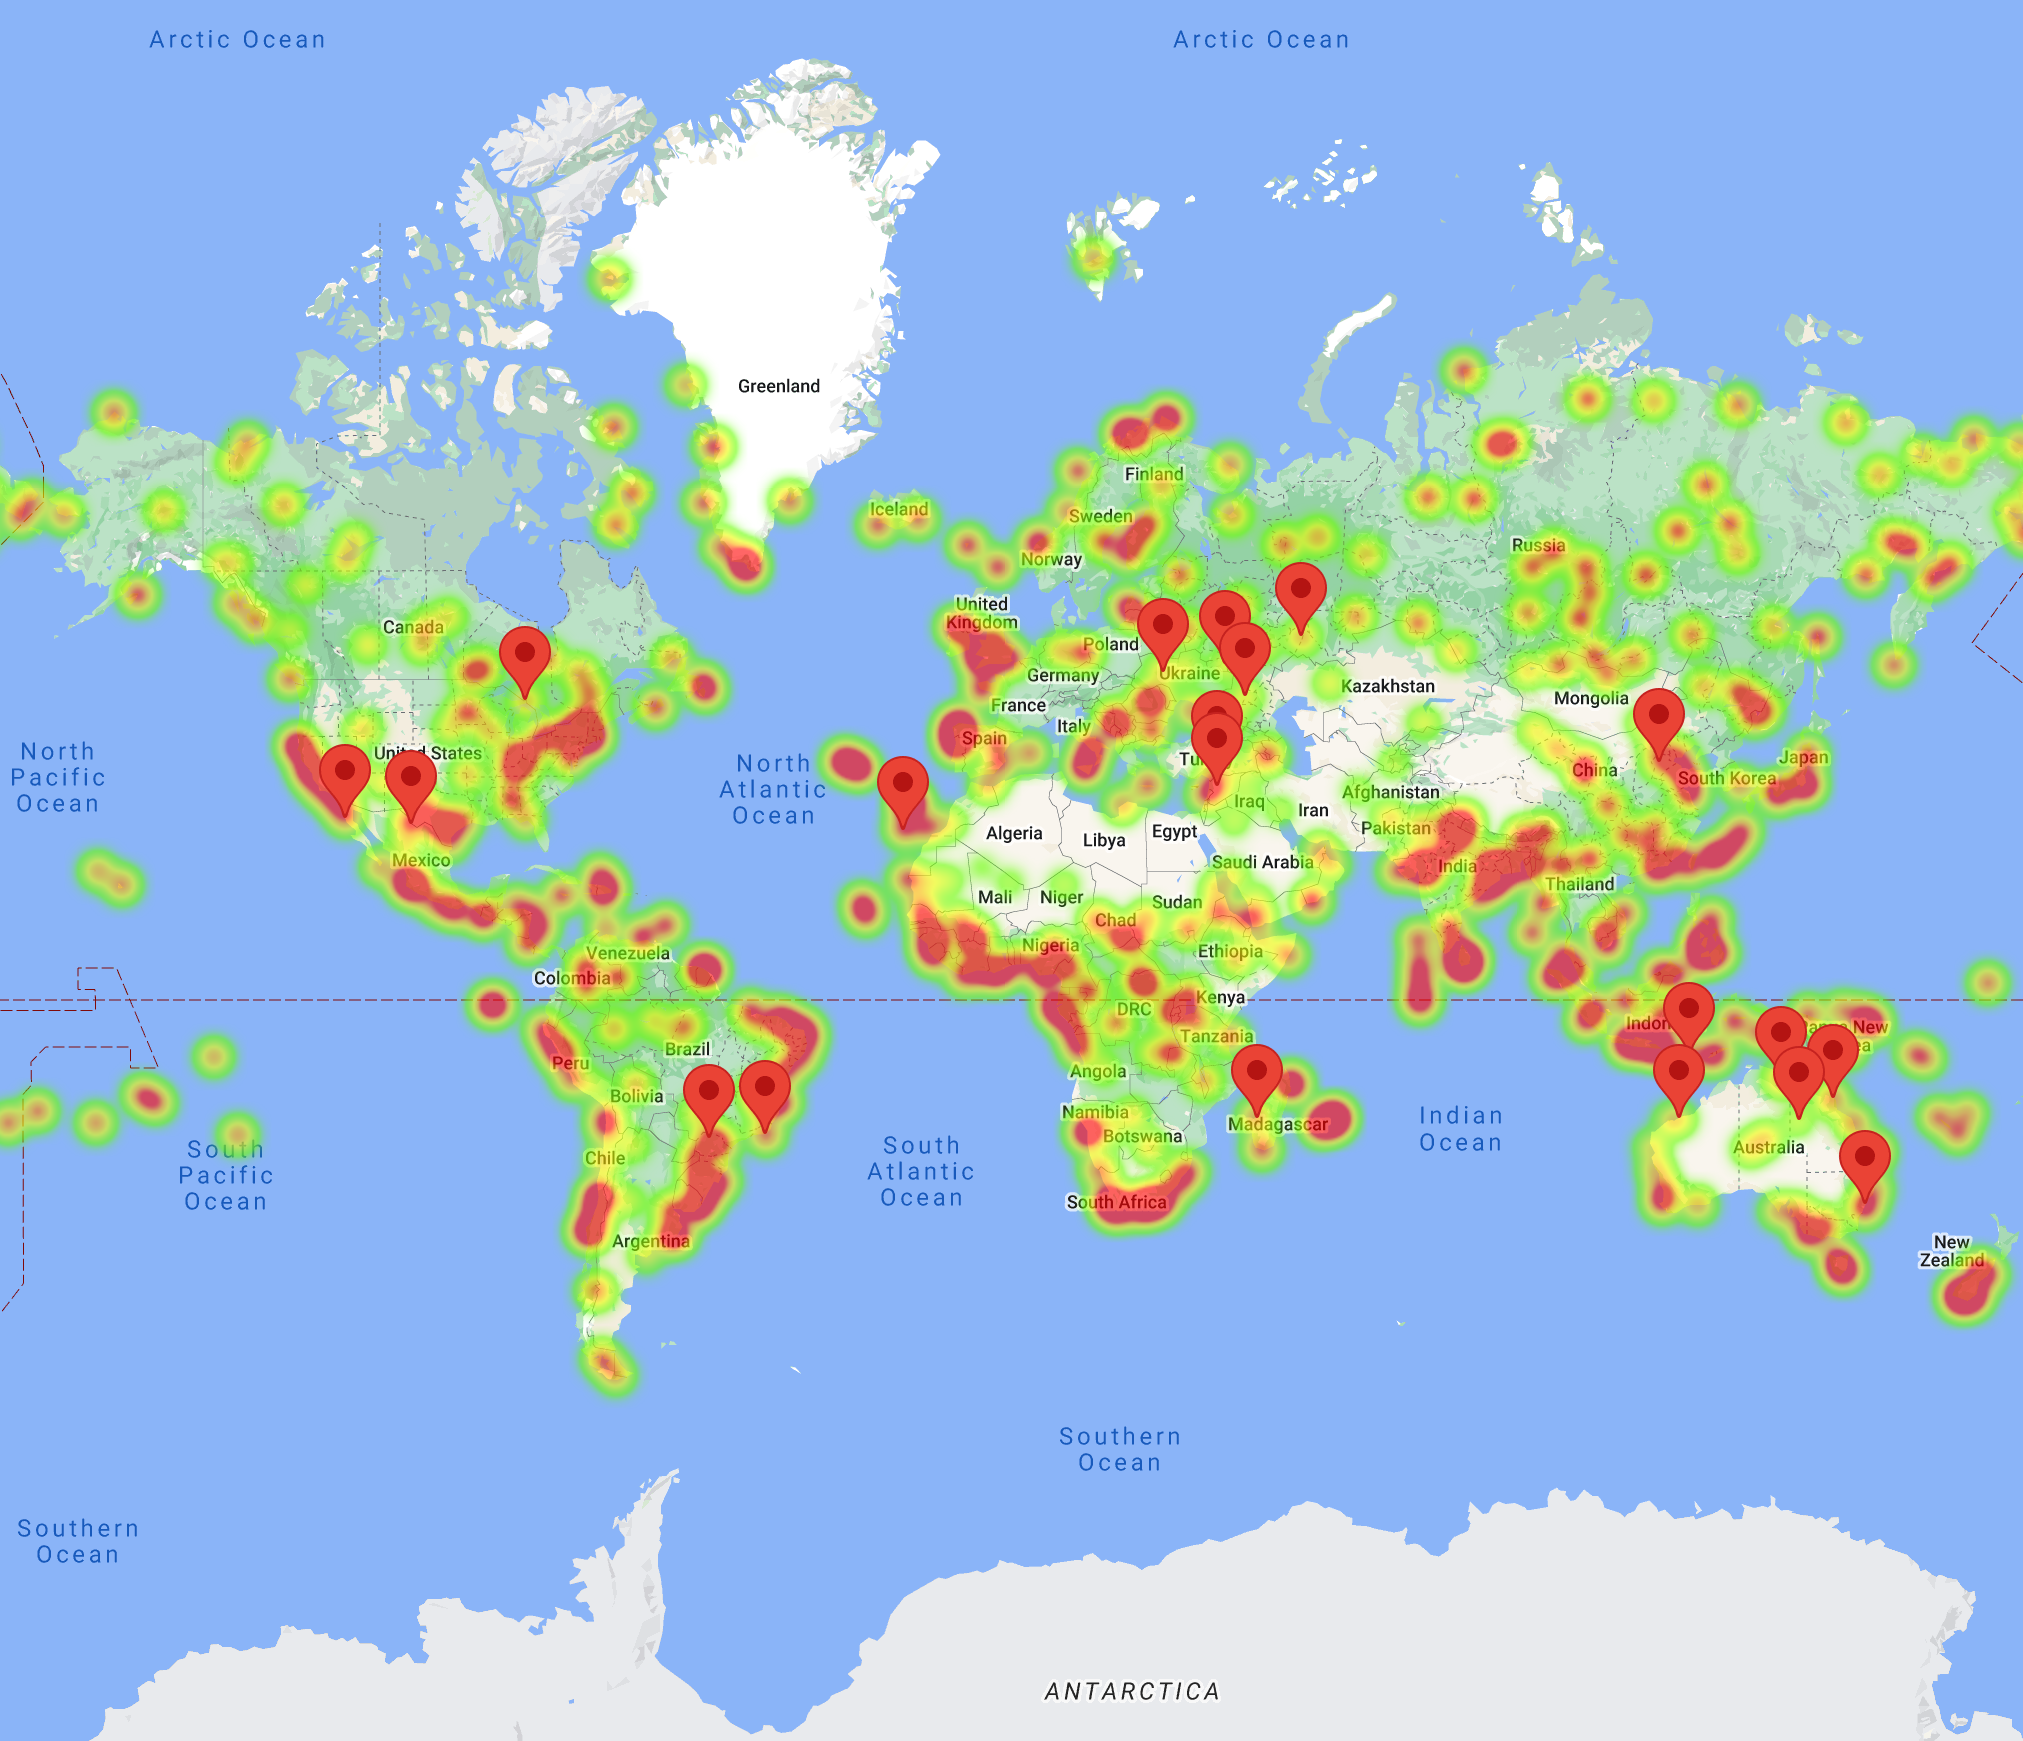 Arctic Ocean
Arctic Ocean
Greenland
Finland
Iceland
Sweden
Norway
Russia
United
Kingdom
Canada
Poland
Germany
Ukraine
Kazakhstan
Mongolia
France
Italy
Spain
United States
North
Pacific
Ocean
North
Atlantic
Ocean
Japan
China
South Korea
Afghanistan
Iraq
Iran
Pakistan
Algeria
Libya
Egypt
Mexico
Saudi Arabia
India
Thailand
Mali
Niger
Sudan
Chad
Nigeria
Ethiopia
Venezuela
Colombia
Kenya
DRC
Tanzania
New
Brazil
Peru
Angola
Bolivia
Namibia
Botswana
Madagascar
Indian
Ocean
South
Pacific
Ocean
South
Atlantic
Ocean
Chile
Australia
South Africa
Argentina
New
Zealand
Southern
Ocean
Southern
Ocean
ANTARCTICA